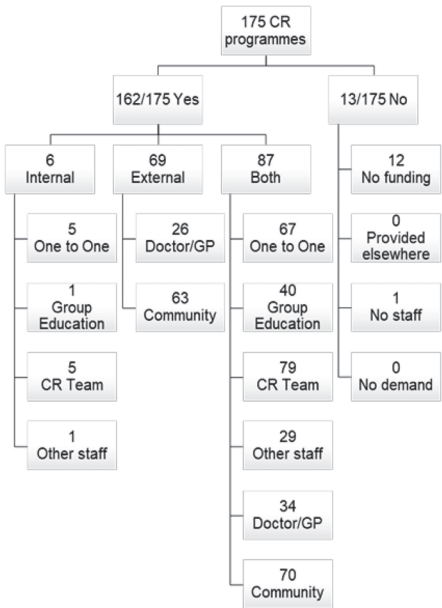 175 CR
programmes
162/175 Yes
13/175 No
6
Internal
69
External
87
Both
12
No funding
5
One to One
26
Doctor/GP
67
One to One
0
Provided
elsewhere
1
Group
Education
63
Community
40
Group
Education
1
No staff
5
CR Team
79
CR Team
0
No demand
1
Other staff
29
Other staff
34
Doctor/GP
70
Community